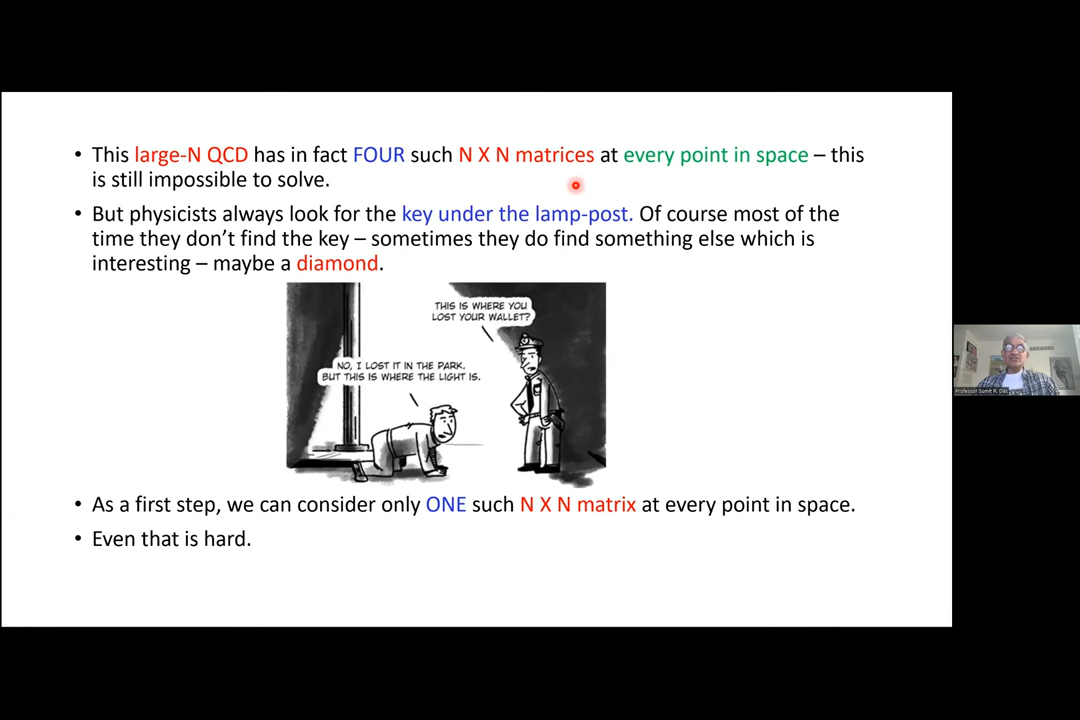 • This large-N QCD has in fact FOUR such N X N matrices at every point in space – this
is still impossible to solve.
• But physicists always look for the key under the lamp-post. Of course most of the
time they don't find the key – sometimes they do find something else which is
interesting – maybe a diamond.
THIS IS WHERE YOU
LOST YOUR WALLET?
NO, I LOST IT IN THE PARK.
BUT THIS IS WHERE THE LIGHT IS.
• As a first step, we can consider only ONE such N X N matrix at every point in space.
• Even that is hard.
Professor Sumit R. Das